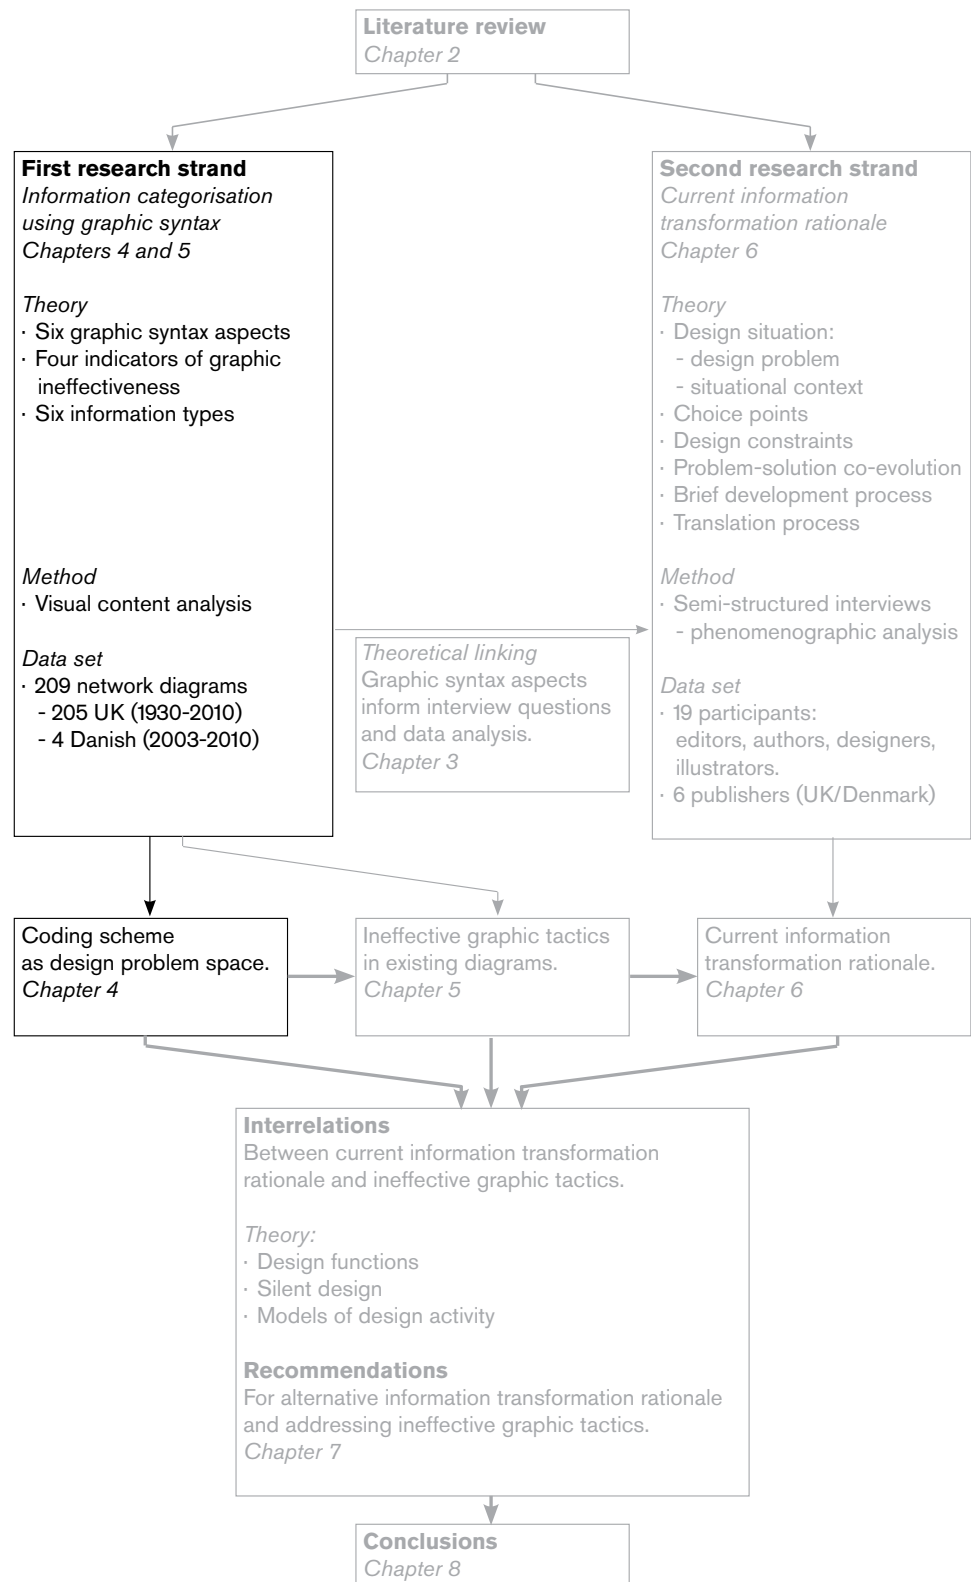 Literature review
Chapter 2
First research strand
Information categorisation
using graphic syntax
Chapters 4 and 5
Theory
· Six graphic syntax aspects
· Four indicators of graphic
ineffectiveness
· Six information types
Method
· Visual content analysis
Data set
· 209 network diagrams
- 205 UK (1930-2010)
- 4 Danish (2003-2010)
Theoretical linking
Graphic syntax aspects
inform interview questions
and data analysis.
Chapter 3
Second research strand
Current information
transformation rationale
Chapter 6
Theory
· Design situation:
- design problem
- situational context
· Choice points
· Design constraints
· Problem-solution co-evolution
· Brief development process
· Translation process
Method
· Semi-structured interviews
- phenomenographic analysis
Data set
· 19 participants:
editors, authors, designers,
illustrators.
· 6 publishers (UK/Denmark)
Coding scheme
as design problem space.
Chapter 4
Ineffective graphic tactics
in existing diagrams.
Chapter 5
Current information
transformation rationale.
Chapter 6
Interrelations
Between current information transformation
rationale and ineffective graphic tactics.
Theory:
· Design functions
· Silent design
· Models of design activity
Recommendations
For alternative information transformation rationale
and addressing ineffective graphic tactics.
Chapter 7
Conclusions
Chapter 8